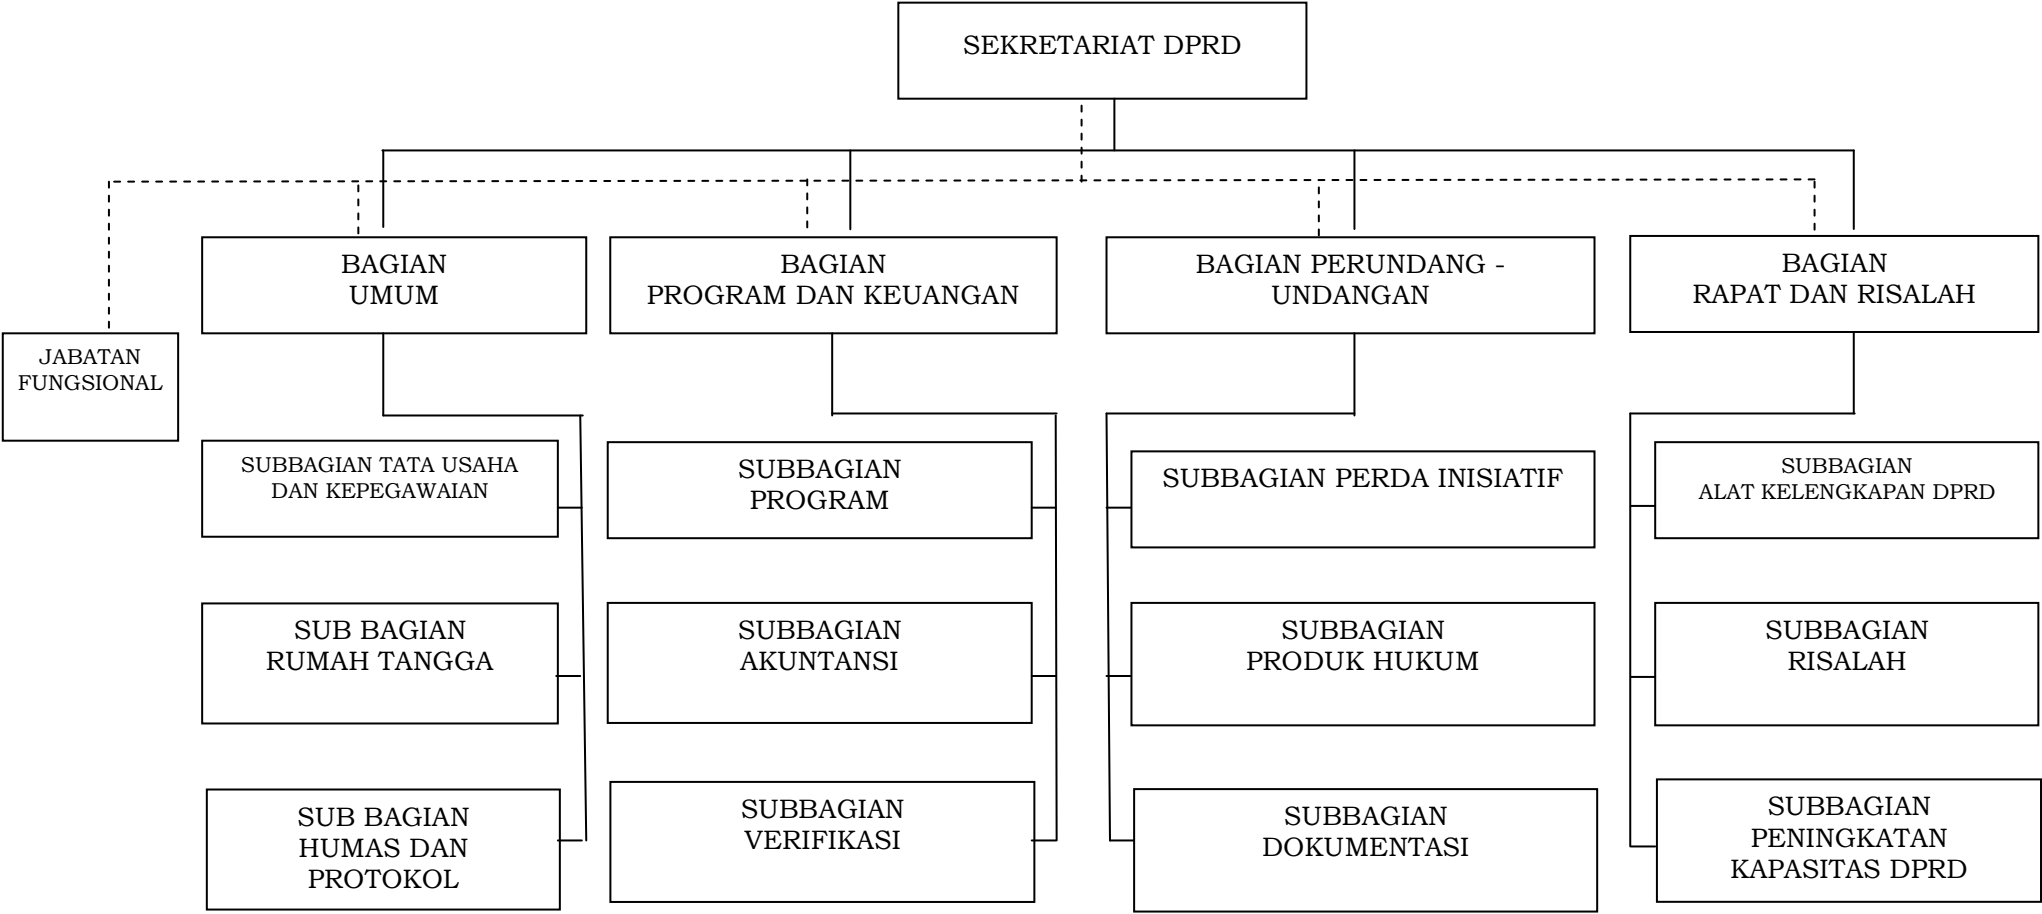 SEKRETARIAT DPRD
BAGIAN
UMUM
BAGIAN
PROGRAM DAN KEUANGAN
BAGIAN PERUNDANG -
UNDANGAN
BAGIAN
RAPAT DAN RISALAH
JABATAN
FUNGSIONAL
SUBBAGIAN TATA USAHA
DAN KEPEGAWAIAN
SUBBAGIAN
PROGRAM
SUBBAGIAN PERDA INISIATIF
SUBBAGIAN
ALAT KELENGKAPAN DPRD
SUB BAGIAN
RUMAH TANGGA
SUBBAGIAN
AKUNTANSI
SUBBAGIAN
PRODUK HUKUM
SUBBAGIAN
RISALAH
SUB BAGIAN
HUMAS DAN
PROTOKOL
SUBBAGIAN
VERIFIKASI
SUBBAGIAN
DOKUMENTASI
SUBBAGIAN
PENINGKATAN
KAPASITAS DPRD